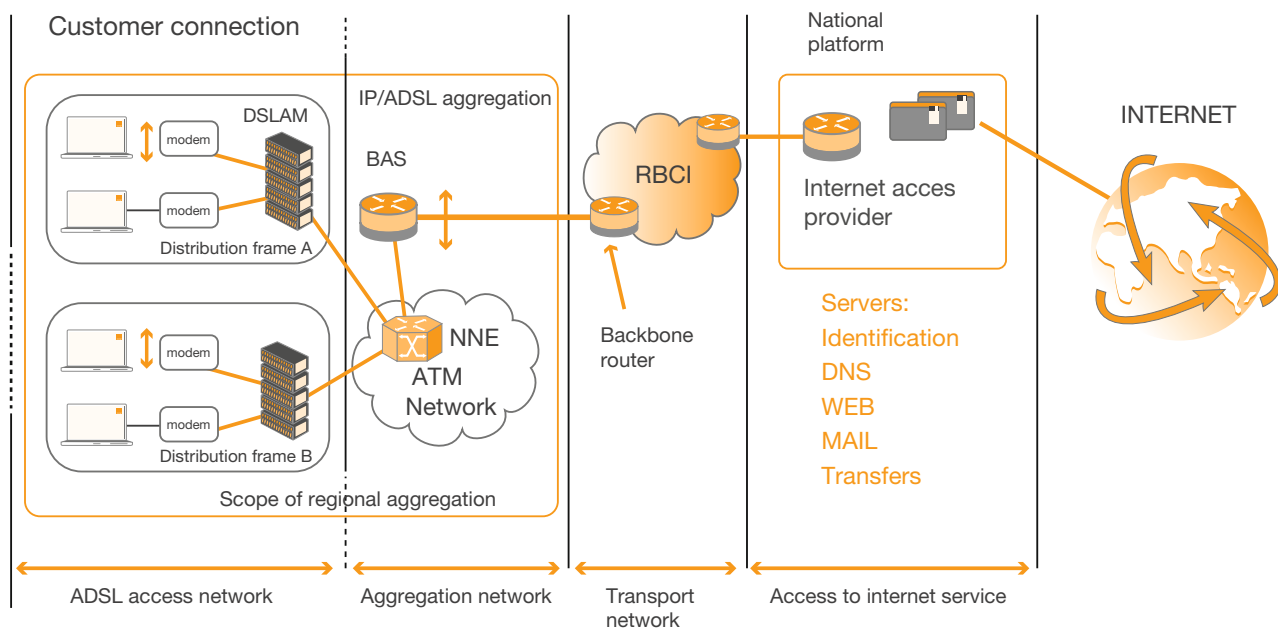 Customer connection
National
platform
IP/ADSL aggregation
DSLAM
modem
modem
Distribution frame A
BAS
RBCI
Internet acces
provider
INTERNET
modem
modem
Distribution frame B
NNE
ATM
Network
Backbone
router
Servers:
Identification
DNS
WEB
MAIL
Transfers
Scope of regional aggregation
ADSL access network
Aggregation network
Transport
network
Access to internet service